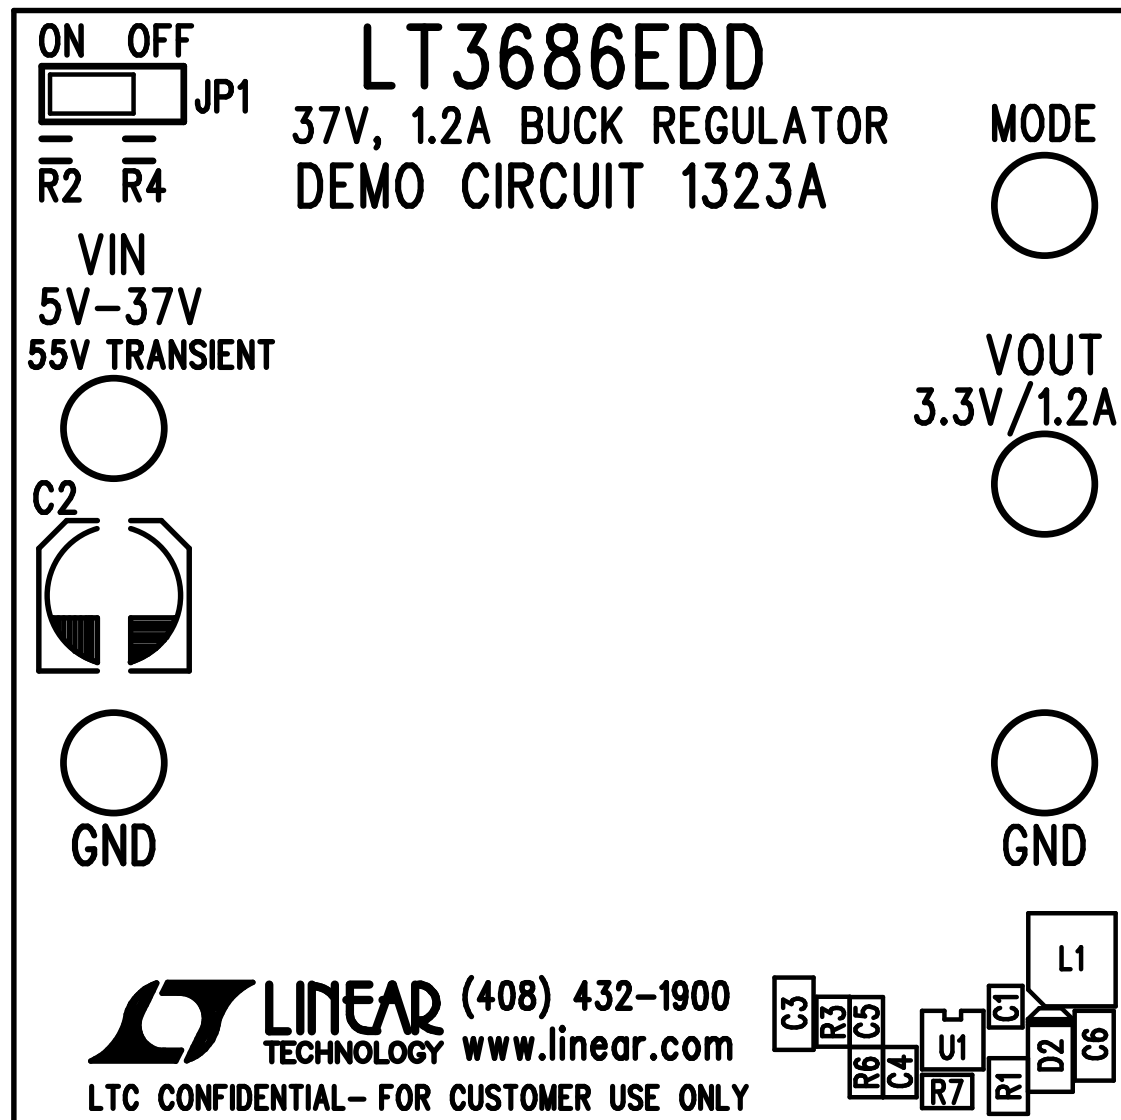 ON OFF
JP1
R2 R4
LT3686EDD
37V, 1.2A BUCK REGULATOR
DEMO CIRCUIT 1323A
MODE
VIN
5V-37V
55V TRANSIENT
VOUT
3.3V/1.2A
C2
GND
GND
LINEAR
TECHNOLOGY
(408) 432-1900
www.linear.com
LTC CONFIDENTIAL- FOR CUSTOMER USE ONLY
L1
C3
R3
C5
R6
C4
U1
R7
C1
R1
D2
C6